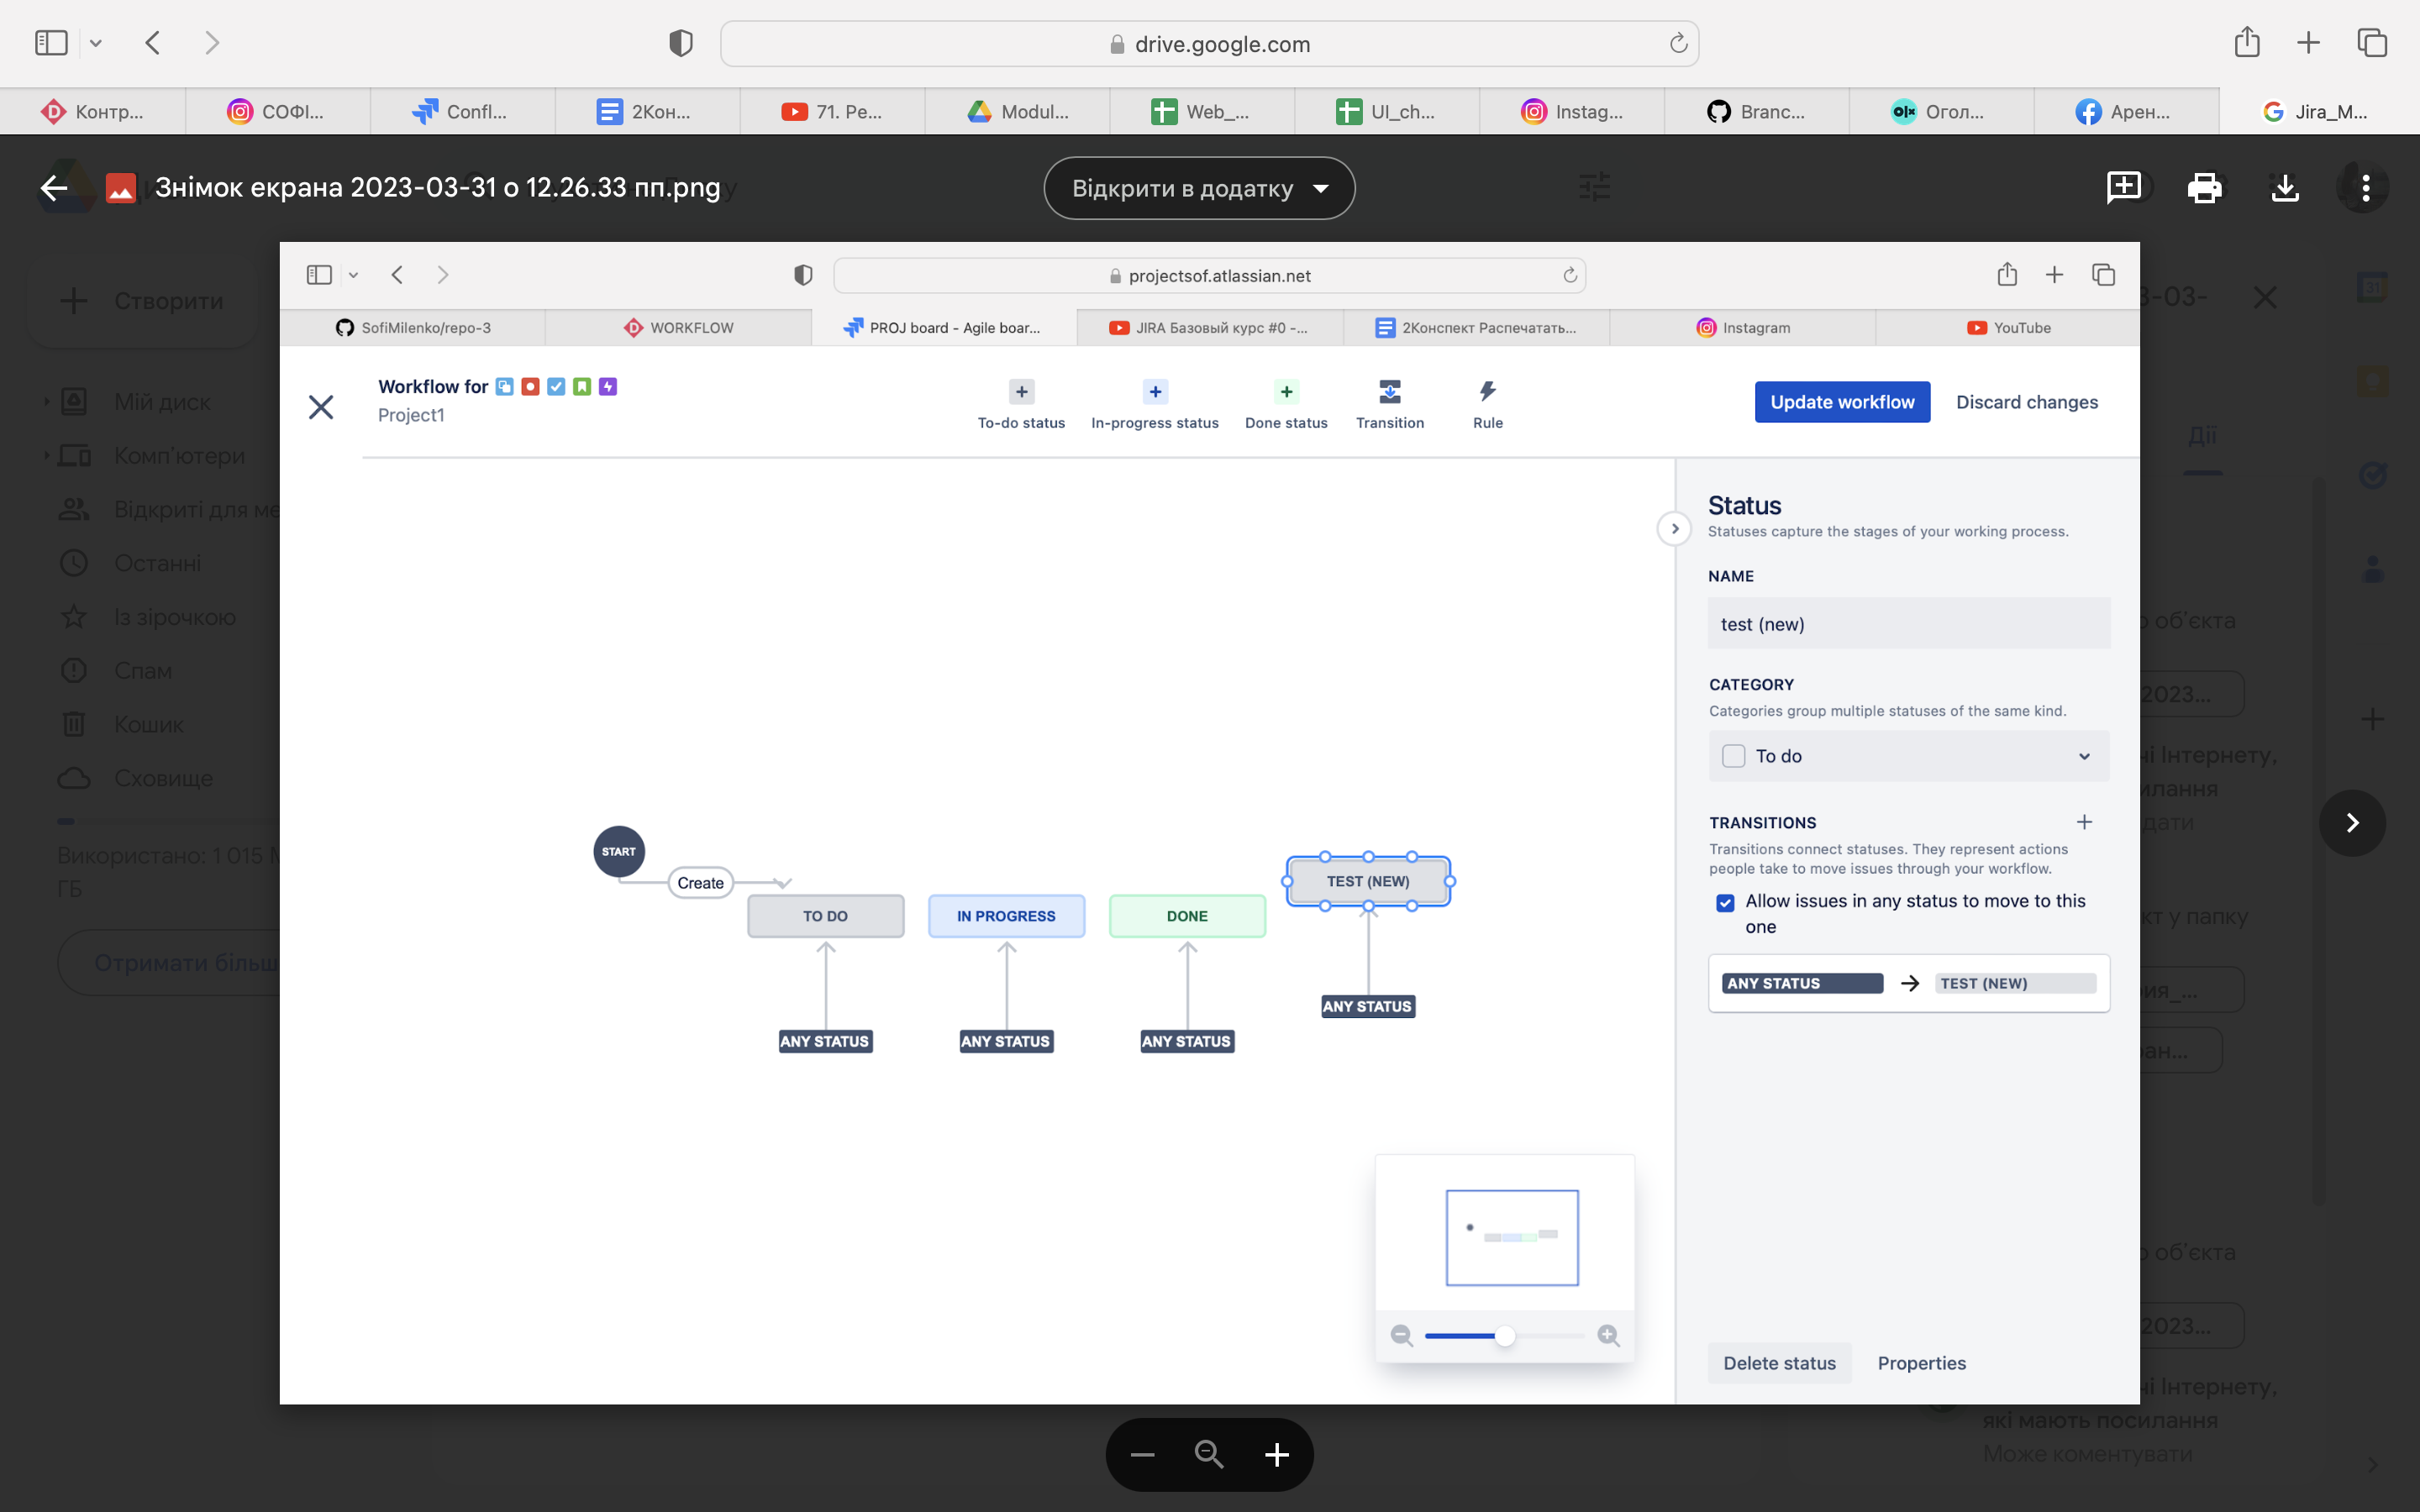 drive.google.com
Контр...
СОФІ...
Confl...
2Кон...
71. Ре...
Modul...
Web_...
UI_ch...
Instag...
Branc...
olx Огол...
Арен...
Jira_M...
Знімок екрана 2023-03-31 о 12.26.33 пп.png
Відкрити в додатку
Створити
Мій диск
Комп'ютери
Відкриті для ме
Останні
Із зірочкою
Спам
Кошик
Сховище
Використано: 1 015 М
ГБ
Отримати більш
projectsof.atlassian.net
SofiMilenko/repo-3
WORKFLOW
PROJ board - Agile boar...
JIRA Базовый курс #0 -...
2Конспект Распечатать...
Instagram
YouTube
Workflow for
Project1
To-do status
In-progress status
Done status
Transition
Rule
Update workflow
Discard changes
START
Create
TO DO
IN PROGRESS
DONE
TEST (NEW)
ANY STATUS
ANY STATUS
ANY STATUS
ANY STATUS
Status
Statuses capture the stages of your working process.
NAME
test (new)
CATEGORY
Categories group multiple statuses of the same kind.
To do
TRANSITIONS
Transitions connect statuses. They represent actions
people take to move issues through your workflow.
Allow issues in any status to move to this
one
ANY STATUS → TEST (NEW)
Delete status
Properties
3-03-
31
Дії
об'єкта
2023...
і Інтернету,
илання
дати
кт у папку
ия_...
ан...
об'єкта
2023...
і Інтернету,
які мають посилання
Може коментувати